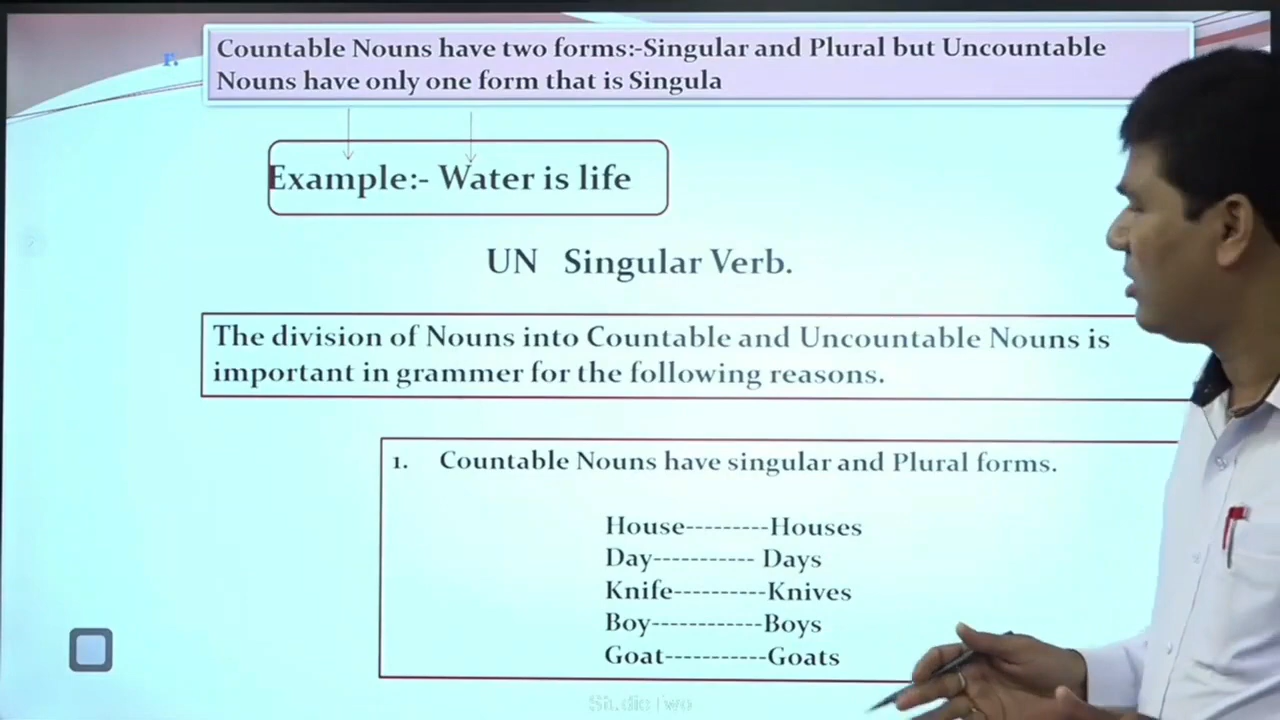 r.
Countable Nouns have two forms:-Singular and Plural but Uncountable
Nouns have only one form that is Singula
Example:- Water is life
UN Singular Verb.
The division of Nouns into Countable and Uncountable Nouns is
important in grammer for the following reasons.
1. Countable Nouns have singular and Plural forms.
House---------Houses
Day----------- Days
Knife----------Knives
Boy------------Boys
Goat-----------Goats